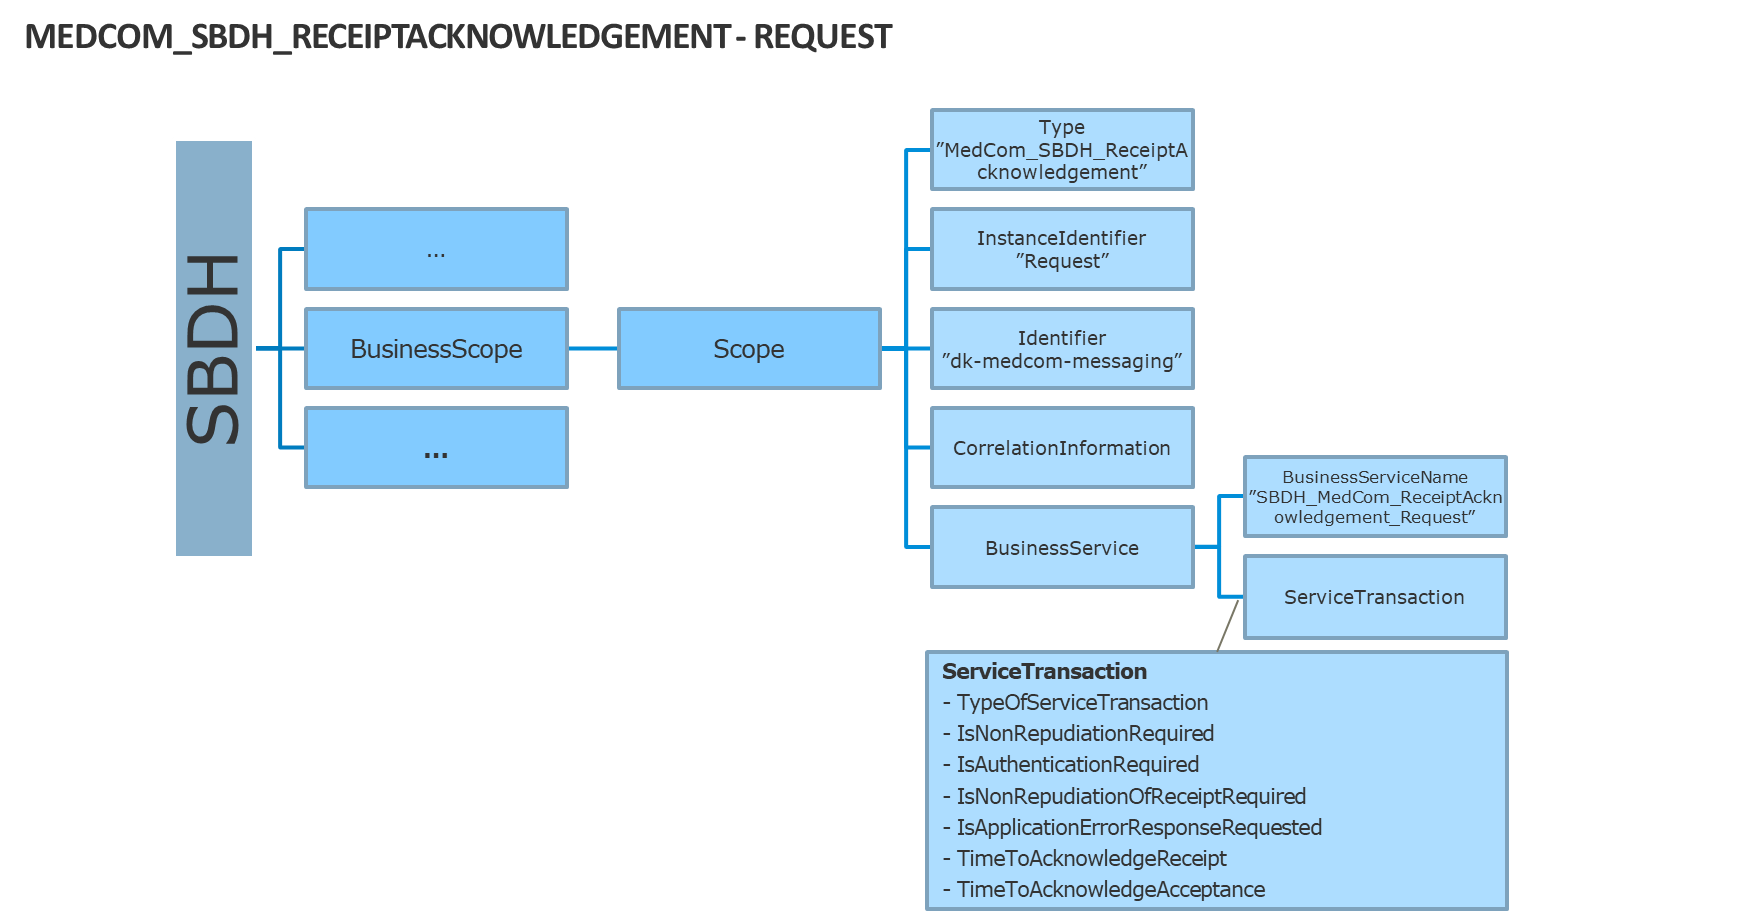 MEDCOM_SBDH_RECEIPTACKNOWLEDGEMENT - REQUEST
SBDH
...
BusinessScope
...
Scope
Type
”MedCom_SBDH_ReceiptA
cknowledgement”
InstanceIdentifier
”Request”
Identifier
”dk-medcom-messaging”
CorrelationInformation
BusinessService
BusinessServiceName
”SBDH_MedCom_ReceiptAckn
owledgement_Request”
ServiceTransaction
ServiceTransaction
- TypeOfServiceTransaction
- IsNonRepudiationRequired
- IsAuthenticationRequired
- IsNonRepudiationOfReceiptRequired
- IsApplicationErrorResponseRequested
- TimeToAcknowledgeReceipt
- TimeToAcknowledgeAcceptance